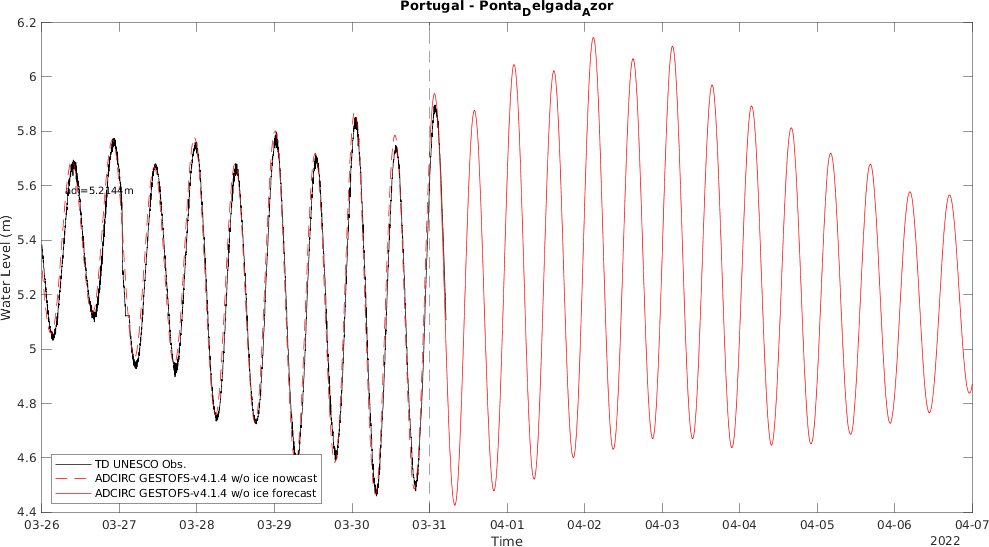 Portugal - PontaDelgadaAzor
6.2
6
5.8
5.6
5.4
5.2
5
4.8
4.6
4.4
Water Level (m)
adj=5.2144m
TD UNESCO Obs.
ADCIRC GESTOFS-v4.1.4 w/o ice nowcast
ADCIRC GESTOFS-v4.1.4 w/o ice forecast
03-26 03-27 03-28 03-29 03-30 03-31 04-01 04-02 04-03 04-04 04-05 04-06 04-07
Time
2022